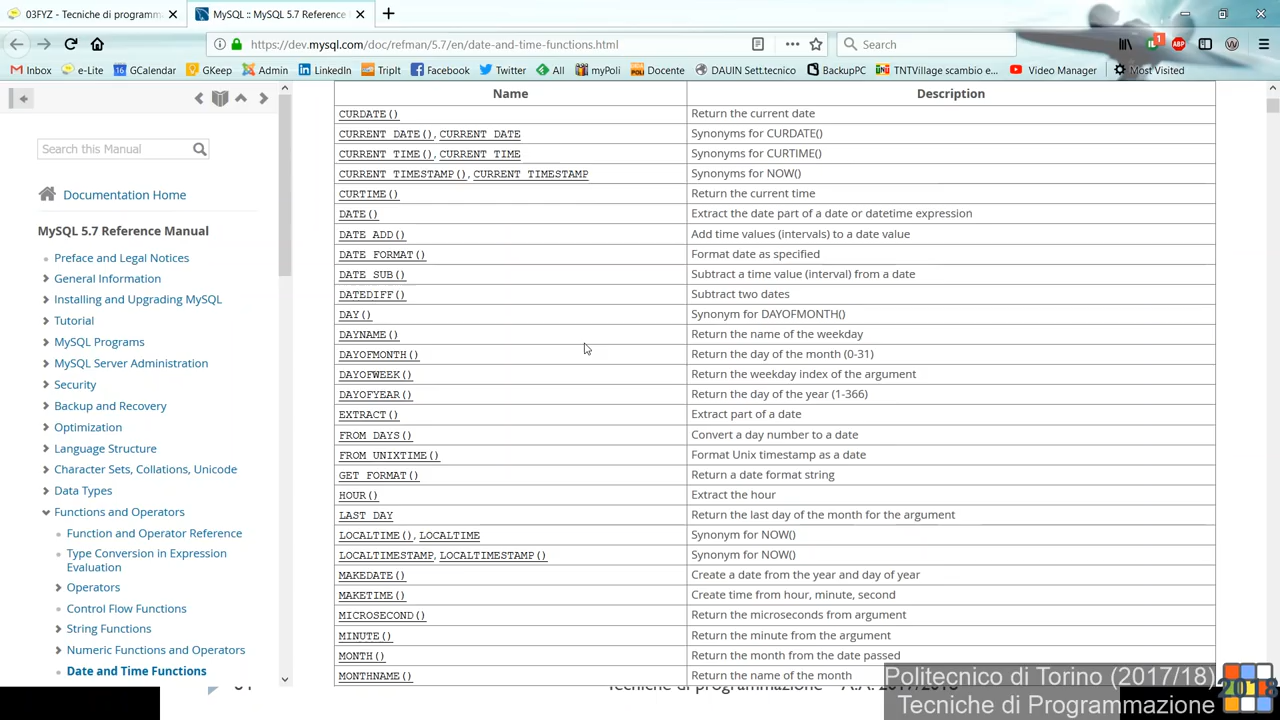 03FYZ - Tecniche di programm
MySQL :: MySQL 5.7 Reference
https://dev.mysql.com/doc/refman/5.7/en/date-and-time-functions.html
Search
1
Inbox
e-Lite
16 GCalendar
GKeep
Admin
LinkedIn
TripIt
Facebook
Twitter
All
myPoli
Docente
DAUIN Sett.tecnico
BackupPC
TNTVillage scambio e...
Video Manager
Most Visited
Search this Manual
Documentation Home
MySQL 5.7 Reference Manual
Preface and Legal Notices
General Information
Installing and Upgrading MySQL
Tutorial
MySQL Programs
MySQL Server Administration
Security
Backup and Recovery
Optimization
Language Structure
Character Sets, Collations, Unicode
Data Types
Functions and Operators
Function and Operator Reference
Type Conversion in Expression
Evaluation
Operators
Control Flow Functions
String Functions
Numeric Functions and Operators
Date and Time Functions
Name Description
CURDATE() Return the current date
CURRENT_DATE(), CURRENT_DATE Synonyms for CURDATE()
CURRENT_TIME(), CURRENT_TIME Synonyms for CURTIME()
CURRENT_TIMESTAMP(), CURRENT_TIMESTAMP Synonyms for NOW()
CURTIME() Return the current time
DATE() Extract the date part of a date or datetime expression
DATE_ADD() Add time values (intervals) to a date value
DATE_FORMAT() Format date as specified
DATE_SUB() Subtract a time value (interval) from a date
DATEDIFF() Subtract two dates
DAY() Synonym for DAYOFMONTH()
DAYNAME() Return the name of the weekday
DAYOFMONTH() Return the day of the month (0-31)
DAYOFWEEK() Return the weekday index of the argument
DAYOFYEAR() Return the day of the year (1-366)
EXTRACT() Extract part of a date
FROM_DAYS() Convert a day number to a date
FROM_UNIXTIME() Format Unix timestamp as a date
GET_FORMAT() Return a date format string
HOUR() Extract the hour
LAST_DAY Return the last day of the month for the argument
LOCALTIME(), LOCALTIME Synonym for NOW()
LOCALTIMESTAMP, LOCALTIMESTAMP() Synonym for NOW()
MAKEDATE() Create a date from the year and day of year
MAKETIME() Create time from hour, minute, second
MICROSECOND() Return the microseconds from argument
MINUTE() Return the minute from the argument
MONTH() Return the month from the date passed
MONTHNAME() Return the name of the month
Tecniche di programmazione A.A. 2017/2018
Politecnico di Torino (2017/18)
Tecniche di Programmazione
2018